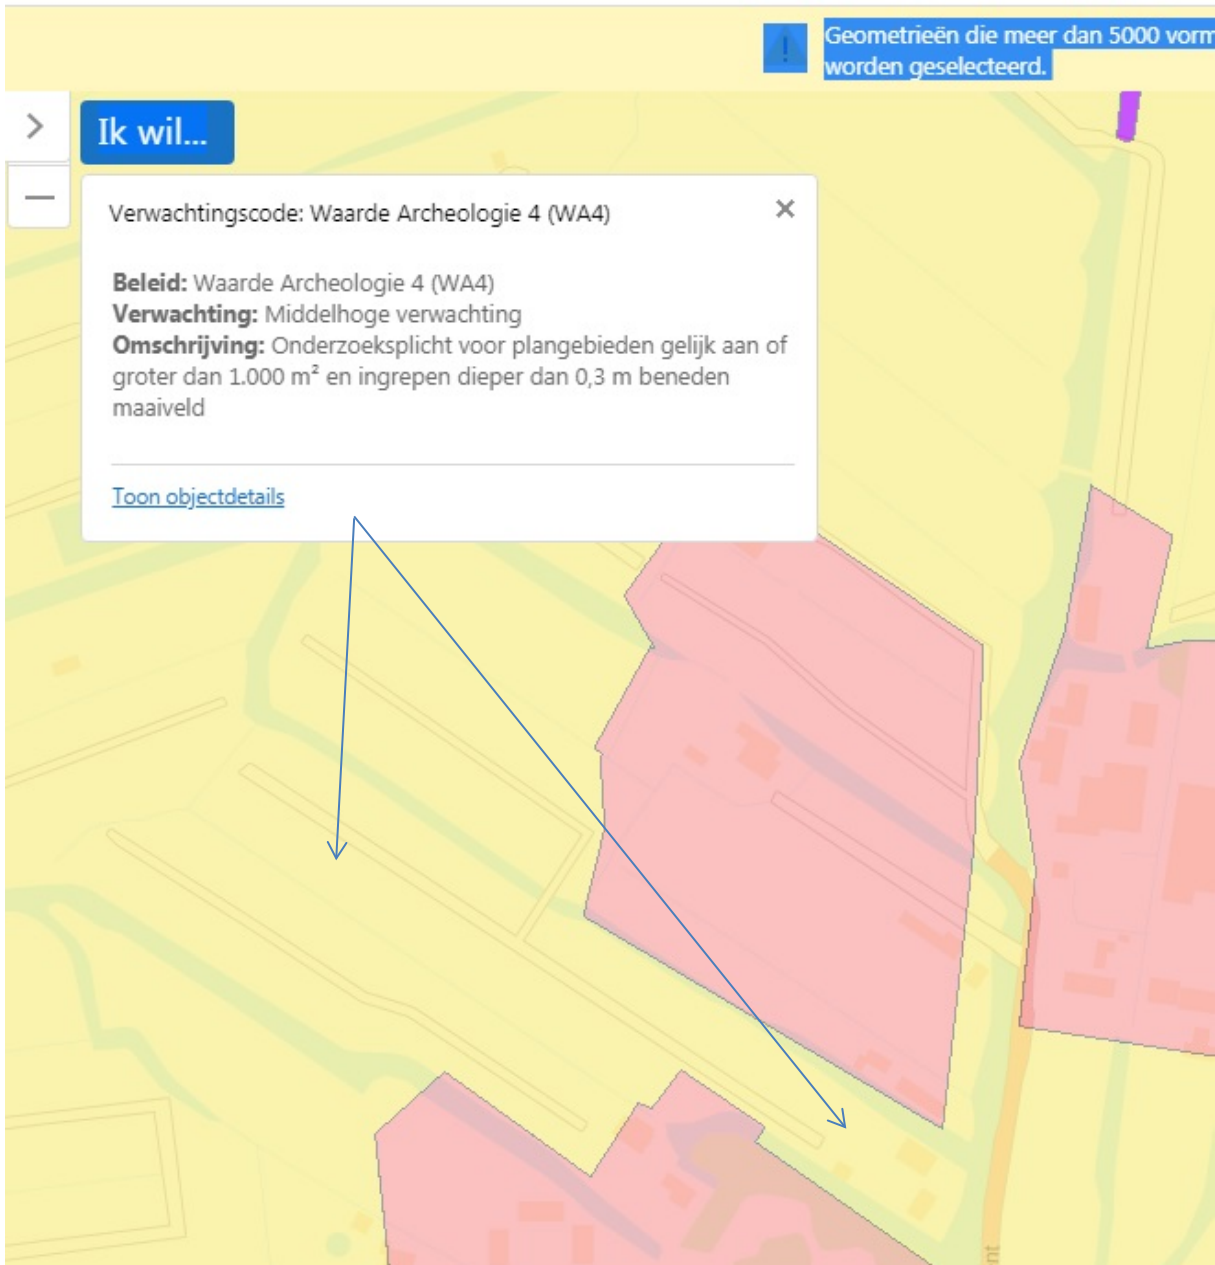 Geometrieën die meer dan 5000 vorm
worden geselecteerd.
Ik wil...
Verwachtingscode: Waarde Archeologie 4 (WA4)
Beleid: Waarde Archeologie 4 (WA4)
Verwachting: Middelhoge verwachting
Omschrijving: Onderzoeksplicht voor plangebieden gelijk aan of
groter dan 1.000 m² en ingrepen dieper dan 0,3 m beneden
maaiveld
Toon objectdetails
nt